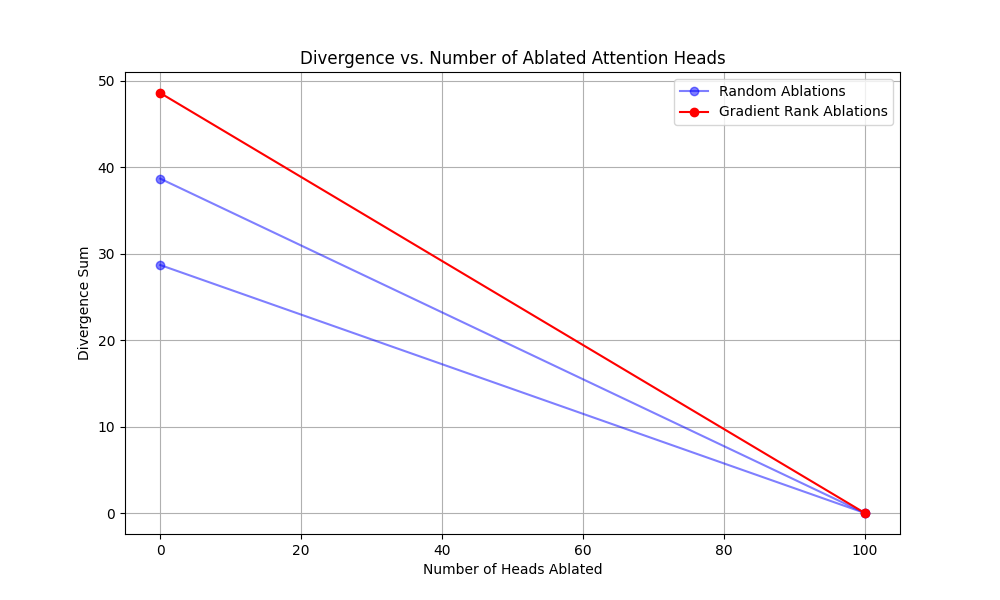 Divergence vs. Number of Ablated Attention Heads
Random Ablations
Gradient Rank Ablations
50
40
30
20
10
0
Divergence Sum
0 20 40 60 80 100
Number of Heads Ablated